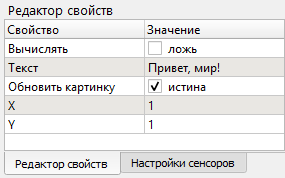 Редактор свойств
Свойство Значение
Вычислять ложь
Текст Привет, мир!
Обновить картинку истина
X 1
Y 1
Редактор свойств Настройки сенсоров